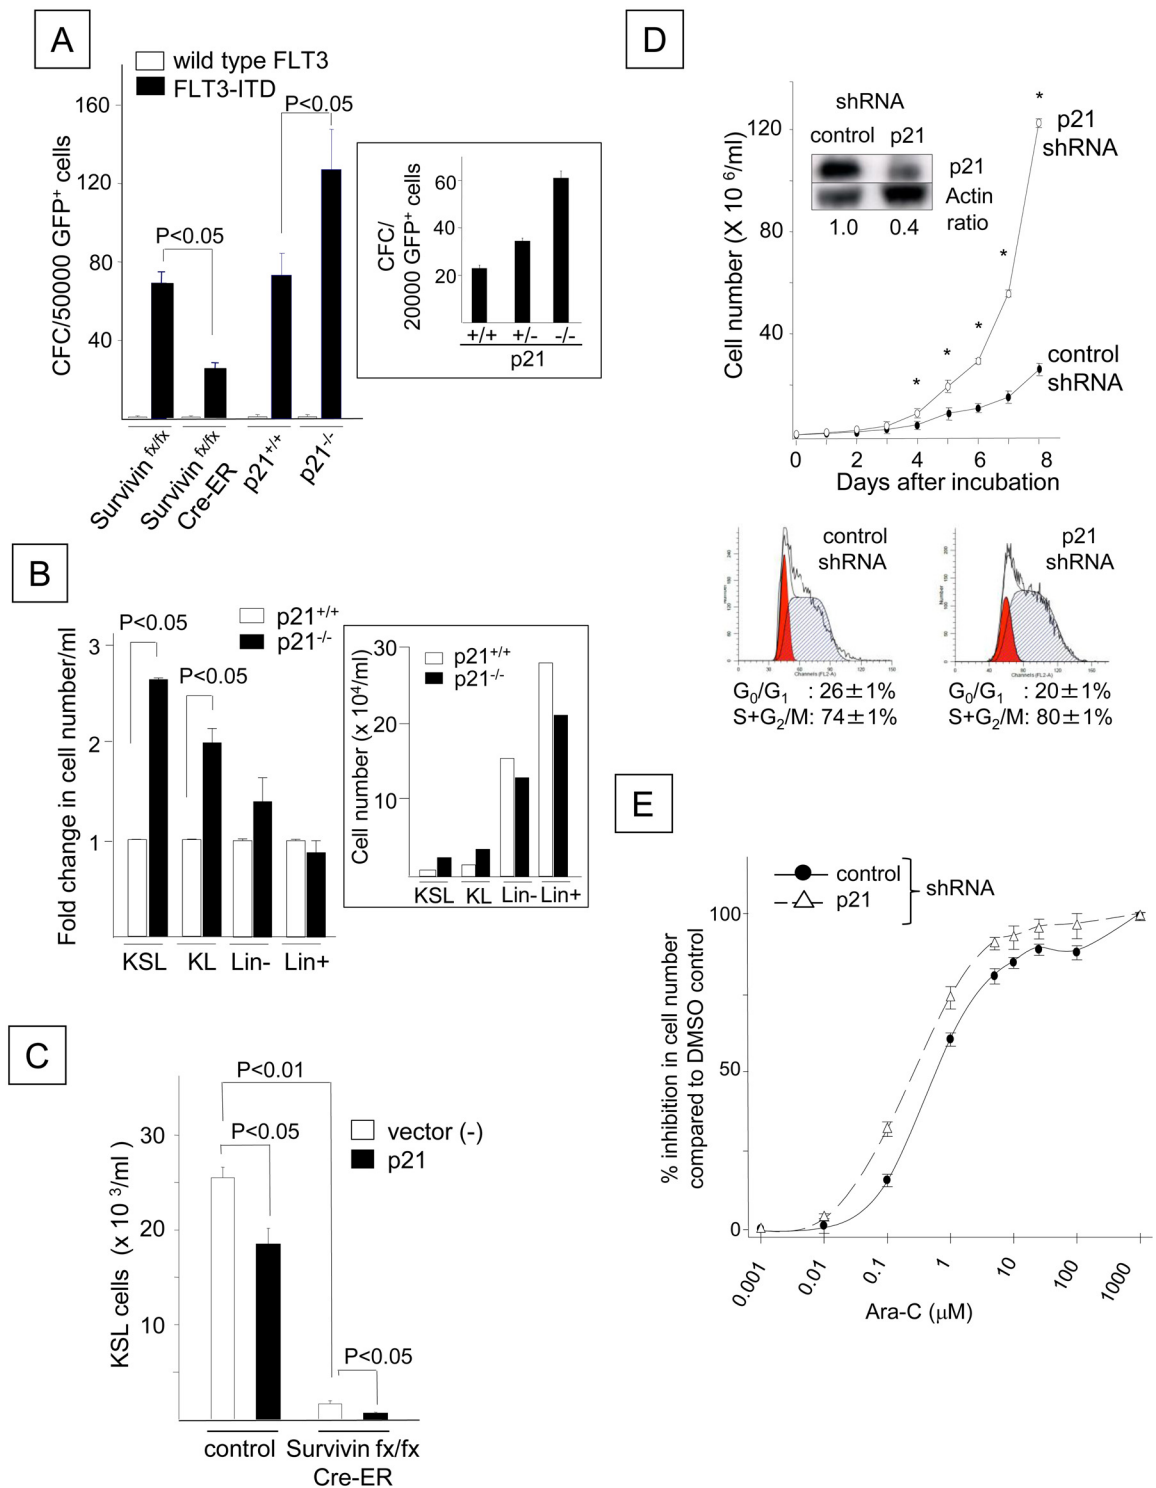 A
wild type FLT3
FLT3-ITD
CFC/50000 GFP+ cells
160
120
80
40
P<0.05
P<0.05
Survivin fx/fx
Survivin fx/fx
Cre-ER
p21+/+
p21-/-
CFC/
20000 GFP+ cells
60
40
20
+/+
+/-
-/-
p21
B
p21+/+
p21-/-
Fold change in cell number/ml
3
2
1
P<0.05
P<0.05
KSL
KL
Lin-
Lin+
Cell number (x 104/ml)
30
20
10
p21+/+
p21-/-
KSL
KL
Lin-
Lin+
C
KSL cells (x 10 3/ml )
30
20
10
P<0.01
P<0.05
P<0.05
vector (-)
p21
control
Survivin fx/fx
Cre-ER
D
Cell number (X 10 6/ml)
120
80
40
shRNA
control p21
p21
Actin
ratio
1.0 0.4
*
*
*
*
*
p21
shRNA
control
shRNA
0 2 4 6 8
Days after incubation
control
shRNA
Channels (FL2-A)
G0/G1 : 26±1%
S+G2/M: 74±1%
p21
shRNA
Number
Channels (FL2-A)
G0/G1 : 20±1%
S+G2/M: 80±1%
E
control
p21
shRNA
% inhibition in cell number
compared to DMSO control
100
50
0
0.001
0.01
0.1
1
10
100
1000
Ara-C (μM)